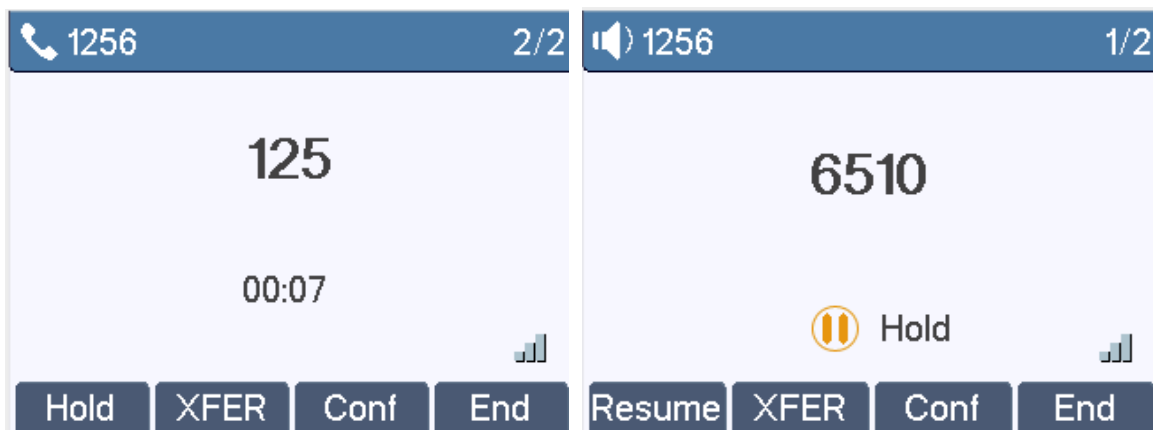 1256 2/2
125
00:07
Hold XFER Conf End
1256 1/2
6510
Hold
Resume XFER Conf End